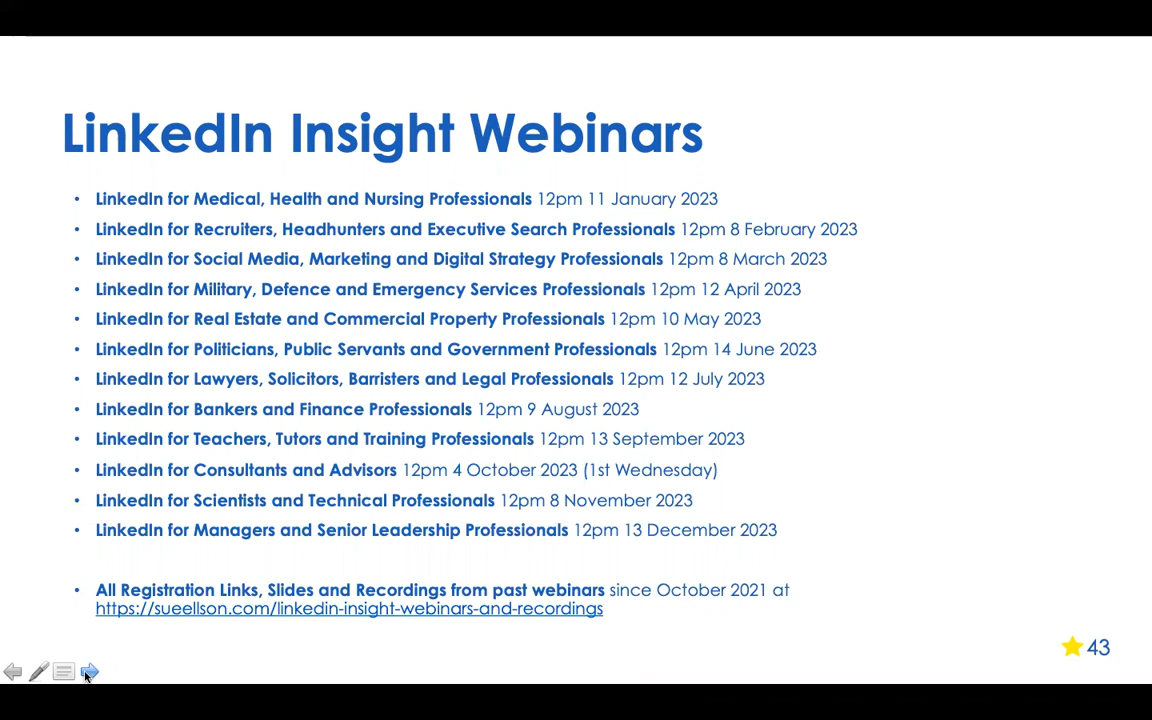 LinkedIn Insight Webinars
• LinkedIn for Medical, Health and Nursing Professionals 12pm 11 January 2023
• LinkedIn for Recruiters, Headhunters and Executive Search Professionals 12pm 8 February 2023
• LinkedIn for Social Media, Marketing and Digital Strategy Professionals 12pm 8 March 2023
• LinkedIn for Military, Defence and Emergency Services Professionals 12pm 12 April 2023
• LinkedIn for Real Estate and Commercial Property Professionals 12pm 10 May 2023
• LinkedIn for Politicians, Public Servants and Government Professionals 12pm 14 June 2023
• LinkedIn for Lawyers, Solicitors, Barristers and Legal Professionals 12pm 12 July 2023
• LinkedIn for Bankers and Finance Professionals 12pm 9 August 2023
• LinkedIn for Teachers, Tutors and Training Professionals 12pm 13 September 2023
• LinkedIn for Consultants and Advisors 12pm 4 October 2023 (1st Wednesday)
• LinkedIn for Scientists and Technical Professionals 12pm 8 November 2023
• LinkedIn for Managers and Senior Leadership Professionals 12pm 13 December 2023
• All Registration Links, Slides and Recordings from past webinars since October 2021 at
https://sueellson.com/linkedin-insight-webinars-and-recordings
43